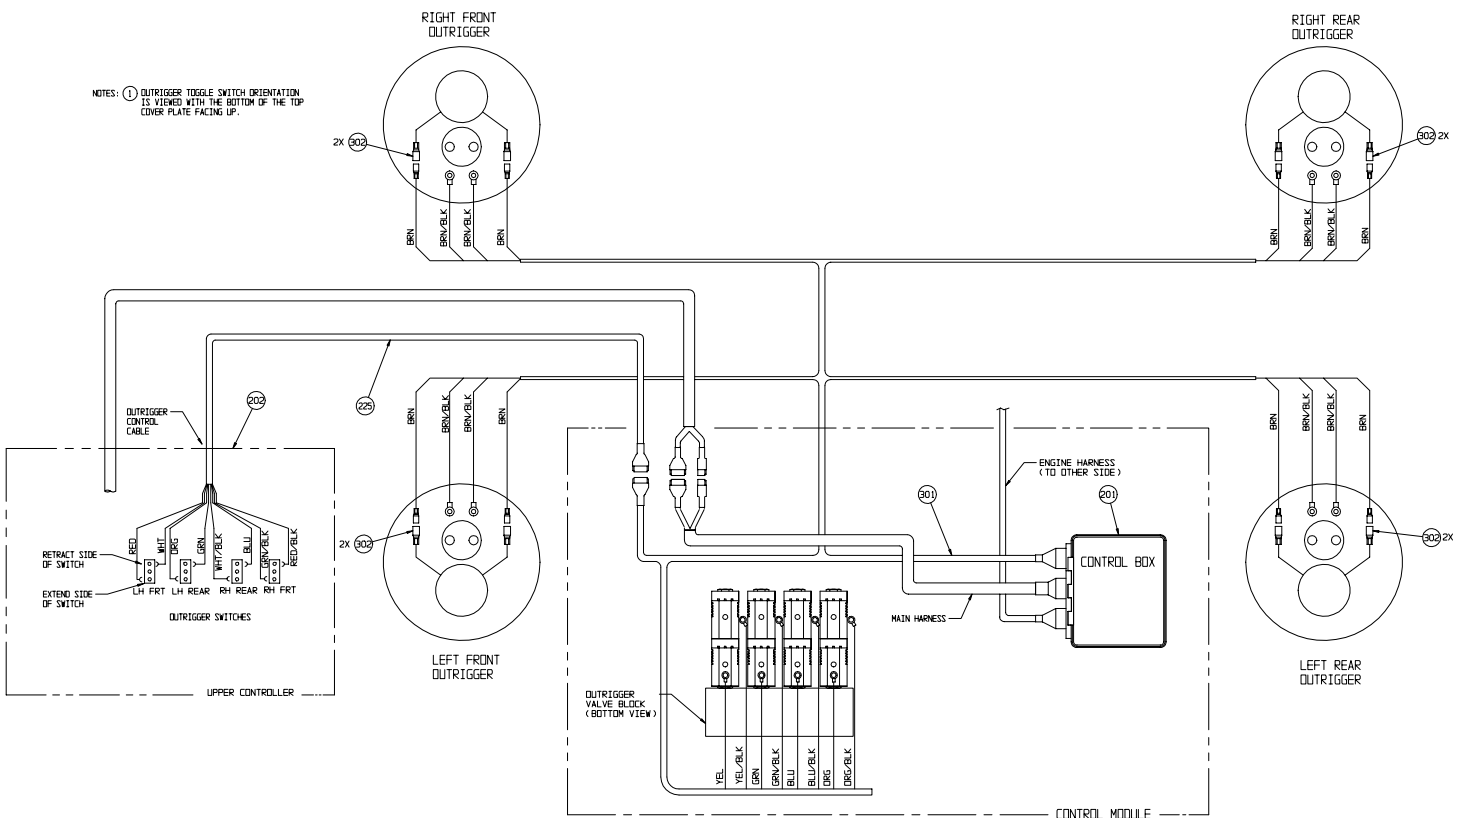 RIGHT FRONT
OUTRIGGER
RIGHT REAR
OUTRIGGER
NOTES: 1 OUTRIGGER TOGGLE SWITCH ORIENTATION
IS VIEWED WITH THE BOTTOM OF THE TOP
COVER PLATE FACING UP.
2X 302
302 2X
BRN
BRN/BLK
BRN/BLK
BRN
BRN
BRN/BLK
BRN/BLK
BRN
OUTRIGGER
CONTROL
CABLE
202
225
BRN
BRN/BLK
BRN/BLK
BRN
BRN
BRN/BLK
BRN/BLK
BRN
ENGINE HARNESS
(TO OTHER SIDE)
301
201
2X 302
302 2X
RED
WHT
ORG
GRN
WHT/BLK
BLU
GRN/BLK
RED/BLK
RETRACT SIDE
OF SWITCH
EXTEND SIDE
OF SWITCH
LH FRT
LH REAR
RH REAR
RH FRT
OUTRIGGER SWITCHES
CONTROL BOX
MAIN HARNESS
LEFT FRONT
OUTRIGGER
LEFT REAR
OUTRIGGER
UPPER CONTROLLER
OUTRIGGER
VALVE BLOCK
(BOTTOM VIEW)
YEL
YEL/BLK
GRN
GRN/BLK
BLU
BLU/BLK
ORG
ORG/BLK
CONTROL MODULE